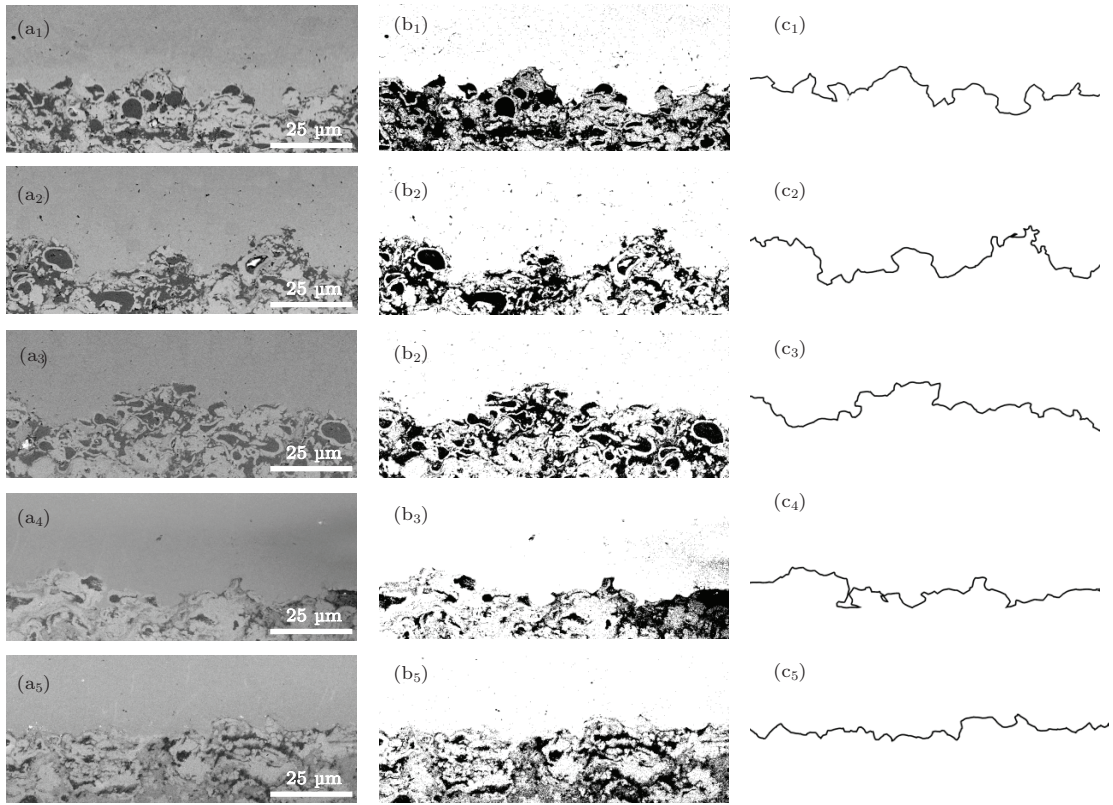 (a₁) (b₁) (c₁)
25 μm
(a₂) (b₂) (c₂)
25 μm
(a₃) (b₂) (c₃)
25 μm
(a₄) (b₃) (c₄)
25 μm
(a₅) (b₅) (c₅)
25 μm